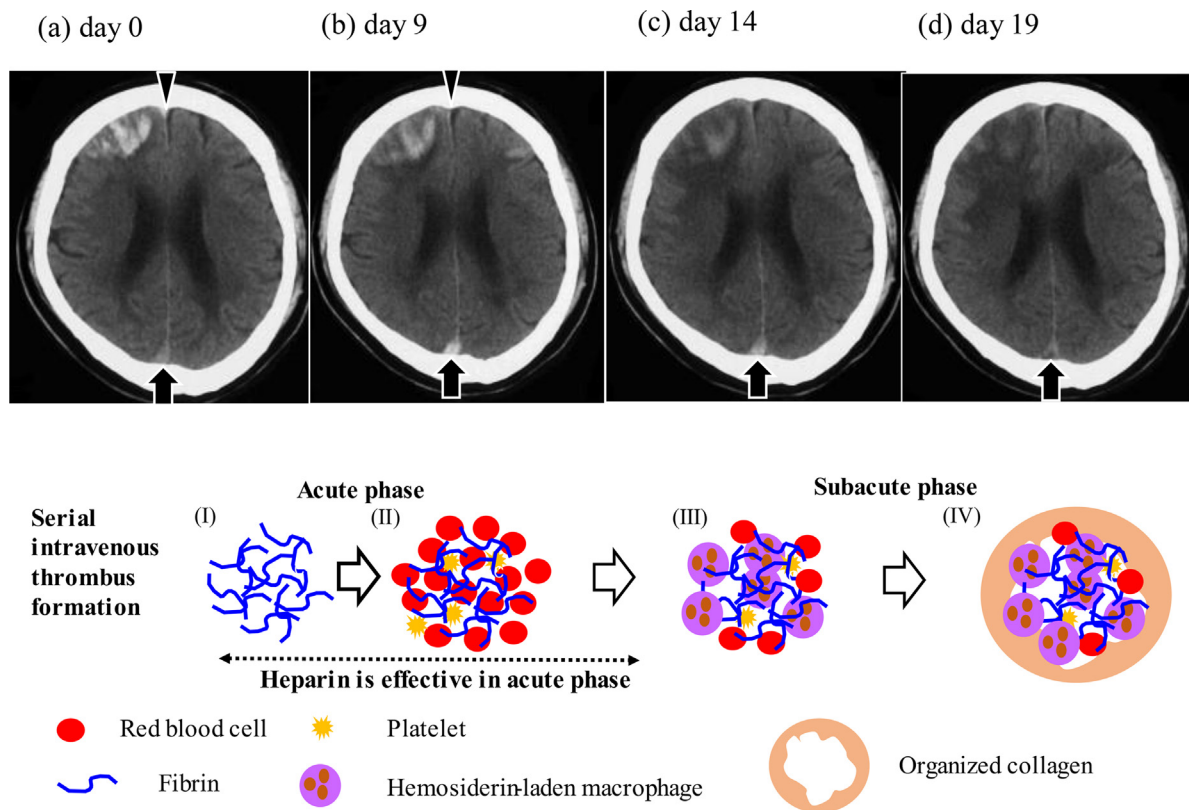 (a) day 0
(b) day 9
(c) day 14
(d) day 19
Acute phase
Subacute phase
Serial
intravenous
thrombus
formation
(I)
(II)
(III)
(IV)
Heparin is effective in acute phase
Red blood cell
Platelet
Fibrin
Hemosiderin-laden macrophage
Organized collagen